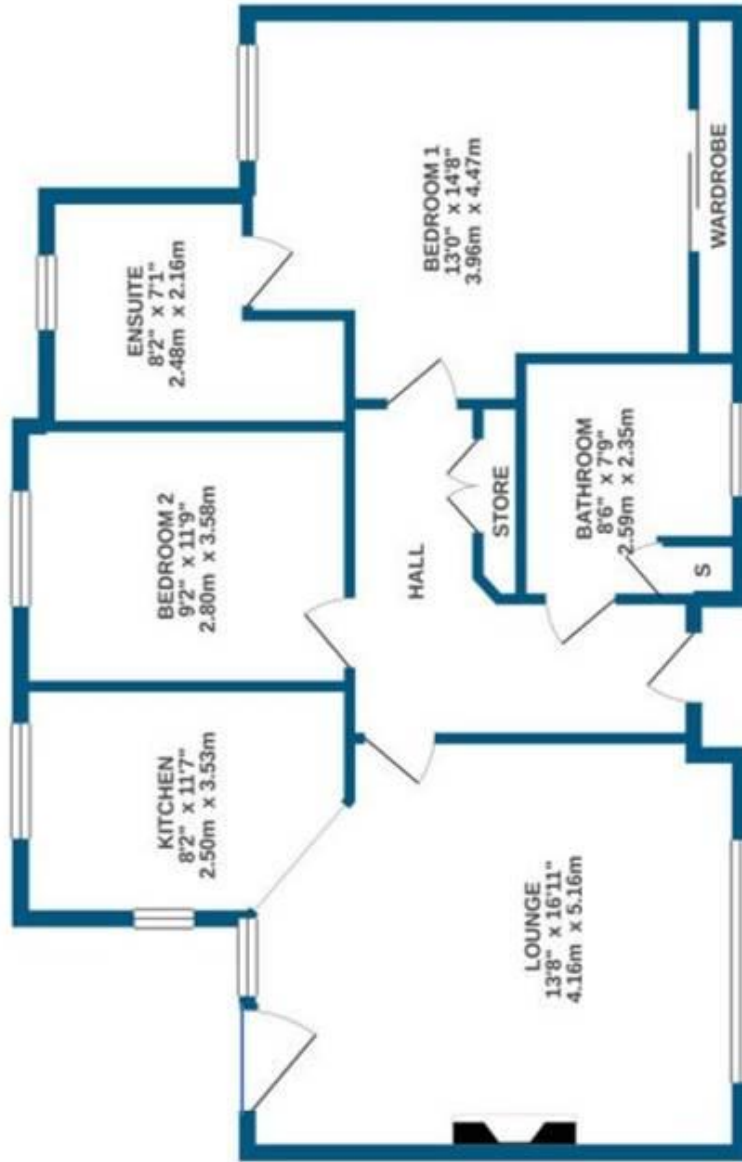 KITCHEN
8'2" x 11'7"
2.50m x 3.53m
BEDROOM 2
9'2" x 11'9"
2.80m x 3.58m
ENSUITE
8'2" x 7'1"
2.48m x 2.16m
LOUNGE
13'8" x 16'11"
4.16m x 5.16m
HALL
STORE
BEDROOM 1
13'0" x 14'8"
3.96m x 4.47m
BATHROOM
8'6" x 7'9"
2.59m x 2.35m
S
WARDROBE